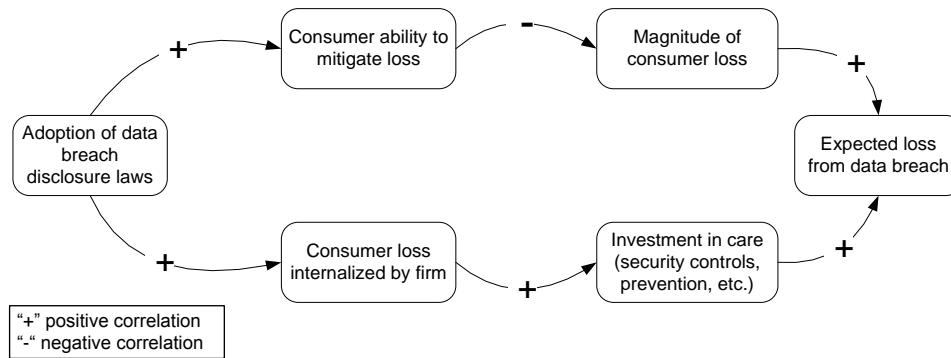 Consumer ability to
mitigate loss
Magnitude of
consumer loss
Adoption of data
breach
disclosure laws
Expected loss
from data breach
Consumer loss
internalized by firm
Investment in care
(security controls,
prevention, etc.)
+
-
+
+
+
+
“+” positive correlation
“-“ negative correlation